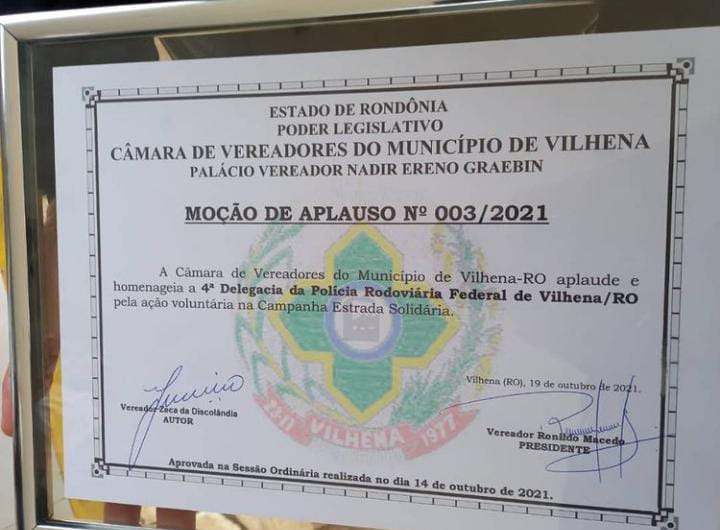 ESTADO DE RONDÔNIA
PODER LEGISLATIVO
CÂMARA DE VEREADORES DO MUNICÍPIO DE VILHENA
PALÁCIO VEREADOR NADIR ERENO GRAEBIN
MOÇÃO DE APLAUSO Nº 003/2021
A Câmara de Vereadores do Município de Vilhena-RO aplaude e
homenageia a 4ª Delegacia da Polícia Rodoviária Federal de Vilhena/RO
pela ação voluntária na Campanha Estrada Solidária.
Vilhena (RO), 19 de outubro de 2021.
Vereador Zeca da Discolândia
AUTOR
Vereador Ronildo Macedo
PRESIDENTE
VILHENA 1977
Aprovada na Sessão Ordinária realizada no dia 14 de outubro de 2021.